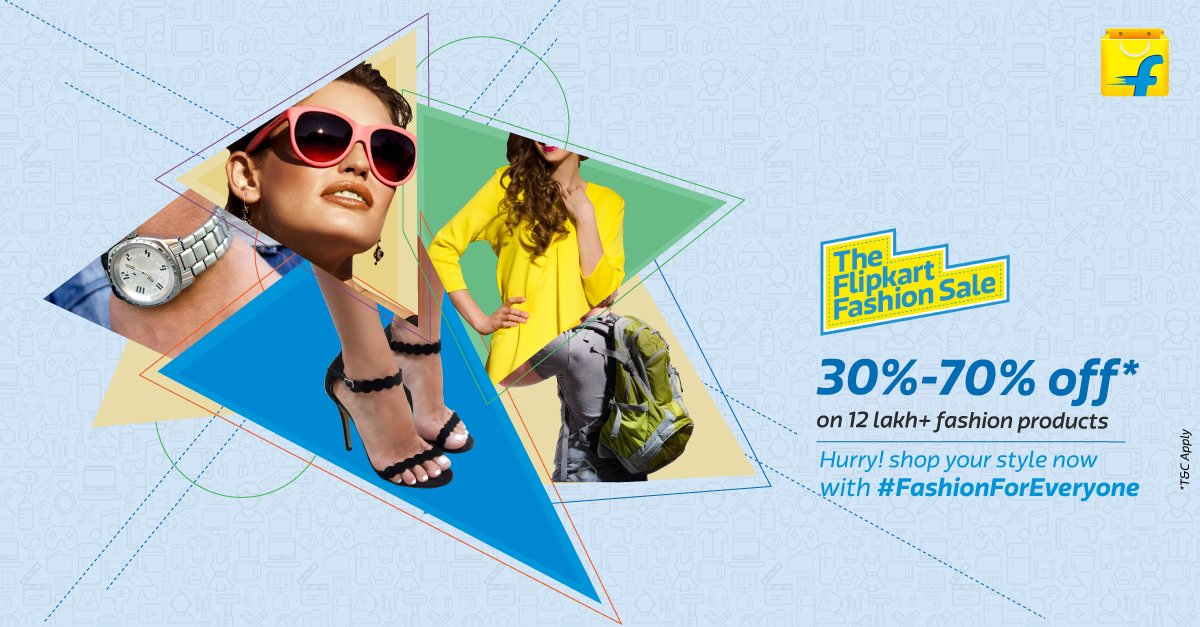 The
Flipkart
Fashion Sale
30%-70% off*
on 12 lakh+ fashion products
Hurry! shop your style now
with #FashionForEveryone
*T&C Apply
f